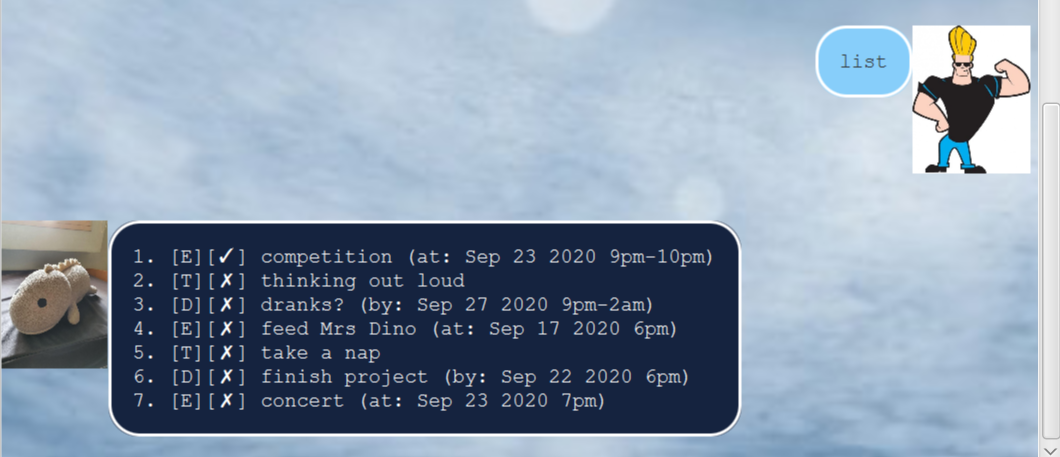 list
1. [E][✓] competition (at: Sep 23 2020 9pm-10pm)
2. [T][✗] thinking out loud
3. [D][✗] dranks? (by: Sep 27 2020 9pm-2am)
4. [E][✗] feed Mrs Dino (at: Sep 17 2020 6pm)
5. [T][✗] take a nap
6. [D][✗] finish project (by: Sep 22 2020 6pm)
7. [E][✗] concert (at: Sep 23 2020 7pm)